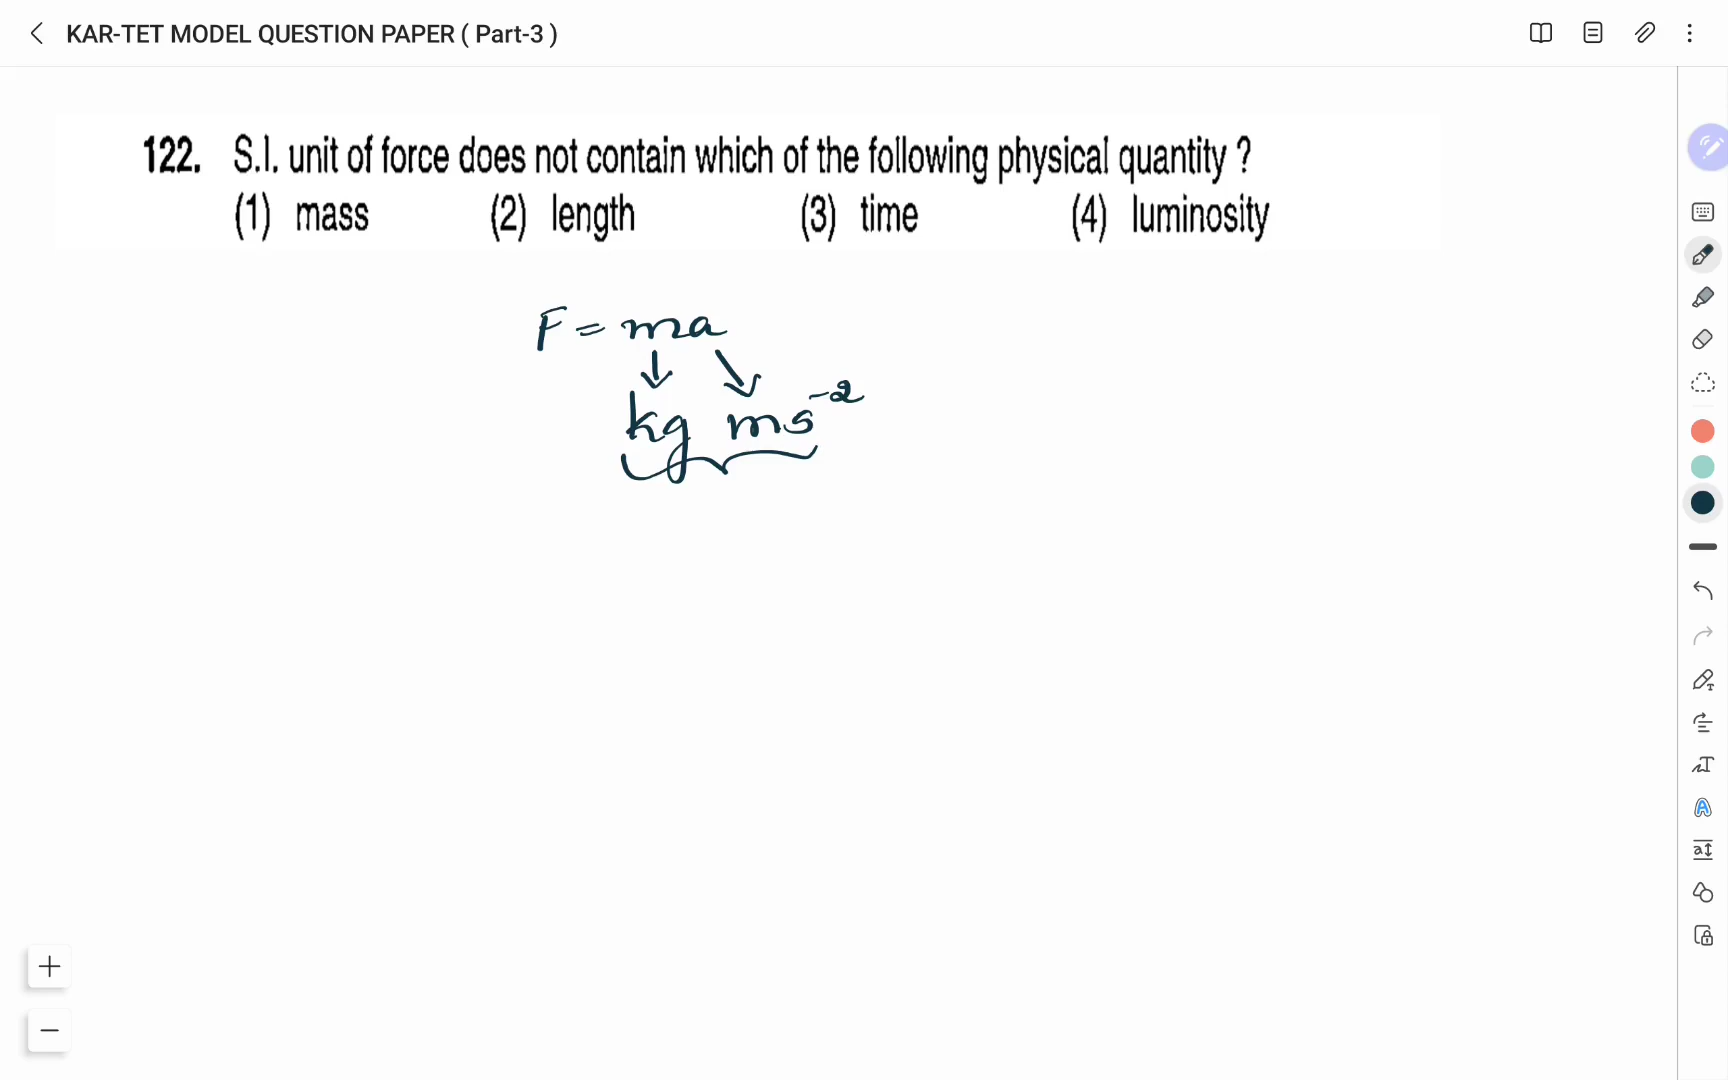 KAR-TET MODEL QUESTION PAPER ( Part-3 )
122. S.I. unit of force does not contain which of the following physical quantity ?
(1) mass (2) length (3) time (4) luminosity
F = ma
kg ms⁻²